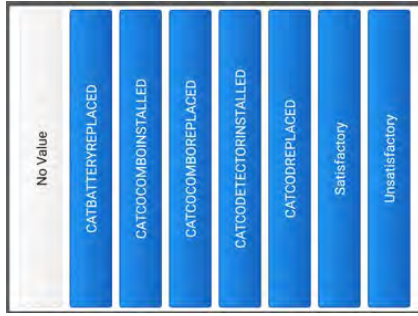 No Value
CATBATTERYREPLACED
CATCOCOMBOINSTALLED
CATCOCOMBOREPLACED
CATCODETECTORINSTALLED
CATCODREPLACED
Satisfactory
Unsatisfactory